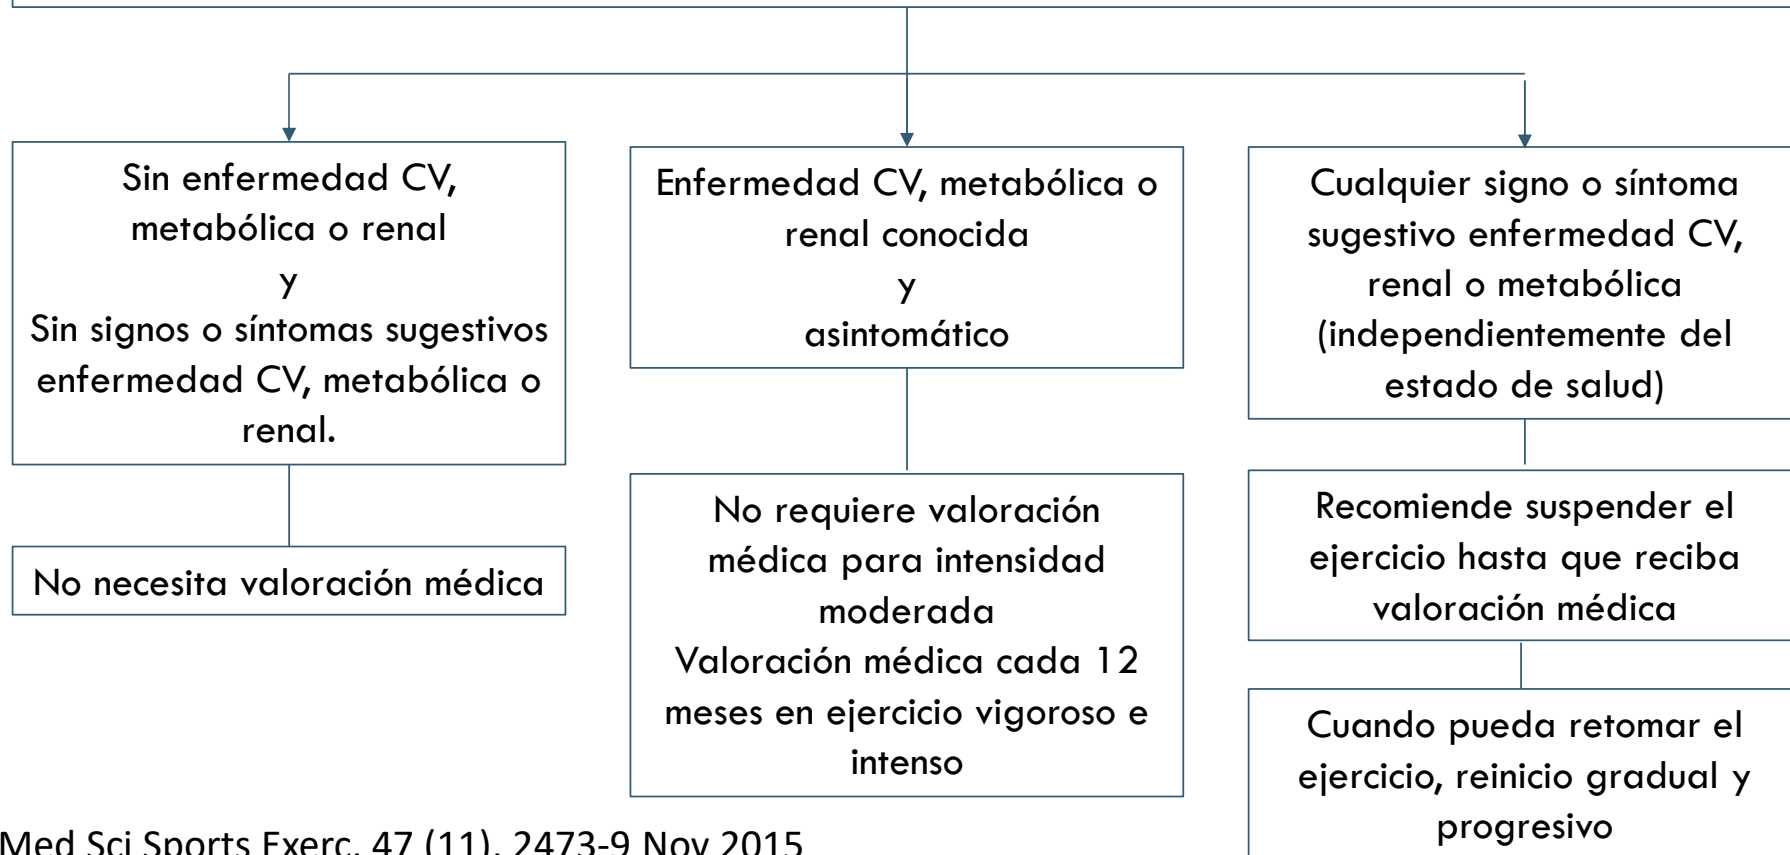 Sin enfermedad CV,
metabólica o renal
y
Sin signos o síntomas sugestivos
enfermedad CV, metabólica o
renal.
No necesita valoración médica
Enfermedad CV, metabólica o
renal conocida
y
asintomático
No requiere valoración
médica para intensidad
moderada
Valoración médica cada 12
meses en ejercicio vigoroso e
intenso
Cualquier signo o síntoma
sugestivo enfermedad CV,
renal o metabólica
(independientemente del
estado de salud)
Recomiende suspender el
ejercicio hasta que reciba
valoración médica
Cuando pueda retomar el
ejercicio, reinicio gradual y
progresivo
Med Sci Sports Exerc. 47 (11). 2473-9 Nov 2015